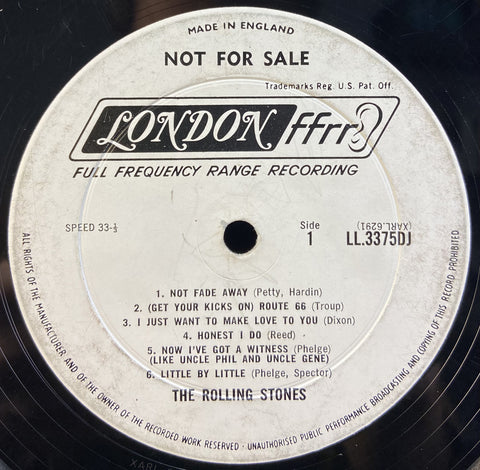 MADE IN ENGLAND
NOT FOR SALE
Trademarks Reg. U.S. Pat. Off.
LONDON ffrr
FULL FREQUENCY RANGE RECORDING
SPEED 33-⅓
Side
1
(XARL.6291)
LL.3375DJ
1. NOT FADE AWAY (Petty, Hardin)
2. (GET YOUR KICKS ON) ROUTE 66 (Troup)
3. I JUST WANT TO MAKE LOVE TO YOU (Dixon)
4. HONEST I DO (Reed)
5. NOW I'VE GOT A WITNESS (Phelge)
(LIKE UNCLE PHIL AND UNCLE GENE)
6. LITTLE BY LITTLE (Phelge, Spector)
THE ROLLING STONES
ALL RIGHTS OF THE MANUFACTURER AND OF THE OWNER OF THE RECORDED WORK RESERVED · UNAUTHORISED PUBLIC PERFORMANCE BROADCASTING AND COPYING OF THIS RECORD PROHIBITED